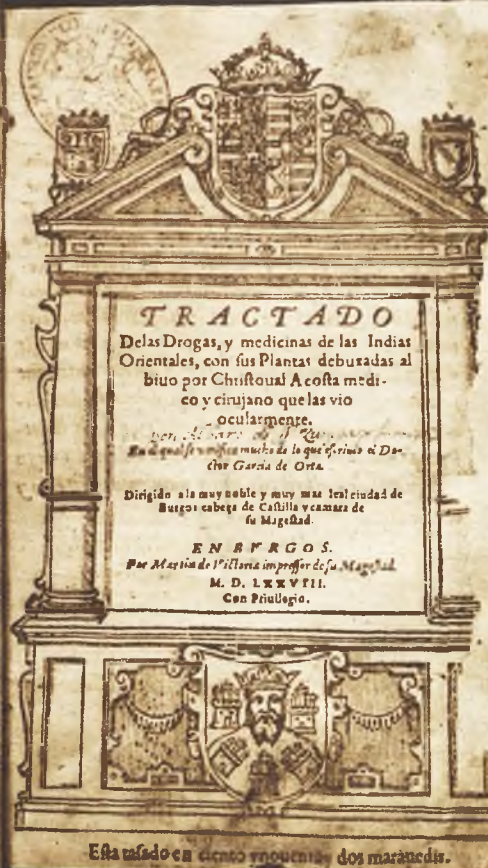 TRACTADO
Delas Drogas, y medicinas de las Indias
Orientales, con sus Plantas debuxadas al
biuo por Christoual Acosta medi-
co y cirujano que las vio
ocularmente.
En el qual se verifica mucho de lo que escriuio el Do-
ctor Garcia de Orta.
Dirigido a la muy noble y muy mas leal ciudad de
Burgos cabeça de Castilla y camara de
su Magestad.
EN BVRGOS.
Por Martin de Victoria impressor de su Magestad.
M. D. LXXVIII.
Con Priuilegio.
Esta tassado en ciento y nouenta y dos marauedis.